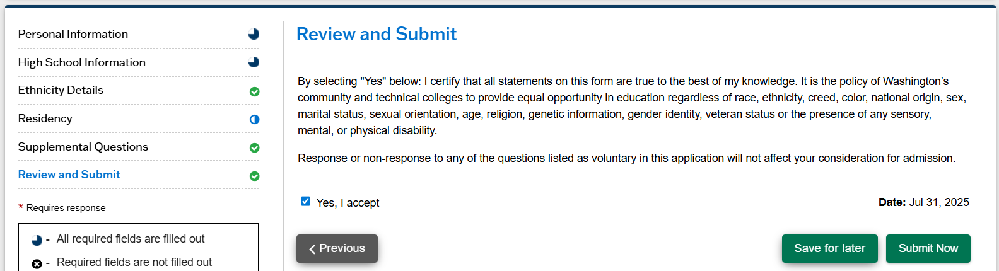 Personal Information
High School Information
Ethnicity Details
Residency
Supplemental Questions
Review and Submit
* Requires response
- All required fields are filled out
- Required fields are not filled out
Review and Submit
By selecting "Yes" below: I certify that all statements on this form are true to the best of my knowledge. It is the policy of Washington’s
community and technical colleges to provide equal opportunity in education regardless of race, ethnicity, creed, color, national origin, sex,
marital status, sexual orientation, age, religion, genetic information, gender identity, veteran status or the presence of any sensory,
mental, or physical disability.
Response or non-response to any of the questions listed as voluntary in this application will not affect your consideration for admission.
Yes, I accept
Date: Jul 31, 2025
Previous
Save for later
Submit Now